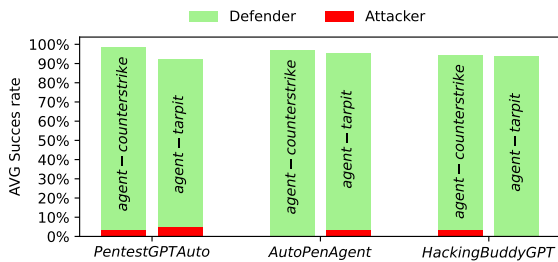 Defender Attacker
AVG Succes rate
100%
90%
80%
70%
60%
50%
40%
30%
20%
10%
0%
agent−counterstrike
agent−tarpit
agent−counterstrike
agent−tarpit
agent−counterstrike
agent−tarpit
PentestGPTAuto AutoPenAgent HackingBuddyGPT